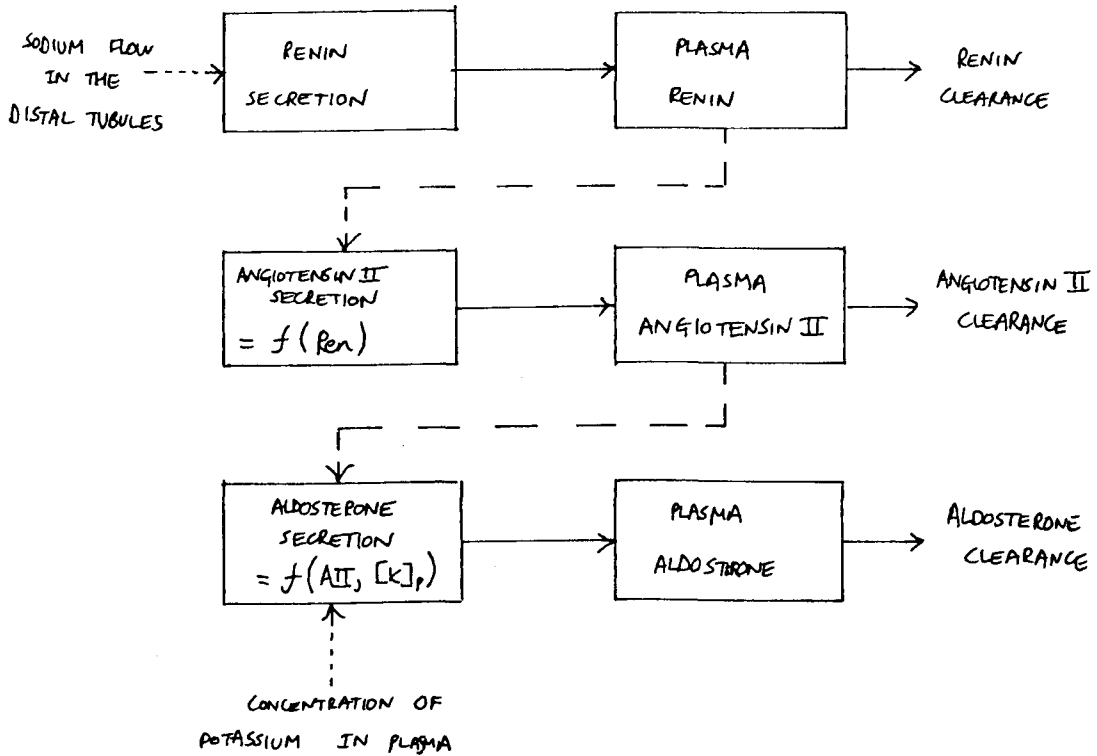 SODIUM FLOW
IN THE
DISTAL TUBULES
RENIN
SECRETION
PLASMA
RENIN
RENIN
CLEARANCE
ANGIOTENSIN II
SECRETION
= f(Ren)
PLASMA
ANGIOTENSIN II
ANGIOTENSIN II
CLEARANCE
ALDOSTERONE
SECRETION
= f(AII, [K]p)
PLASMA
ALDOSTERONE
ALDOSTERONE
CLEARANCE
CONCENTRATION OF
POTASSIUM IN PLASMA